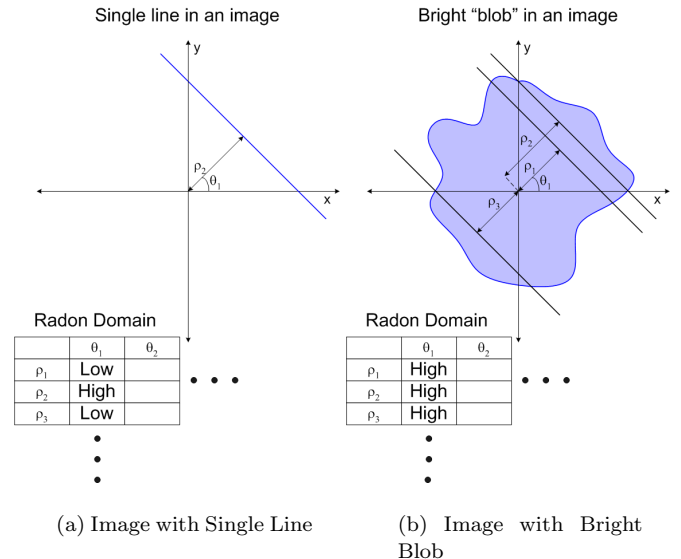 Single line in an image
y
ρ2
θ1
x
Radon Domain
θ1 θ2
ρ1 Low
ρ2 High
ρ3 Low
(a) Image with Single Line
Bright “blob” in an image
y
ρ2
ρ1
θ1
x
ρ3
Radon Domain
θ1 θ2
ρ1 High
ρ2 High
ρ3 High
(b) Image with Bright
Blob